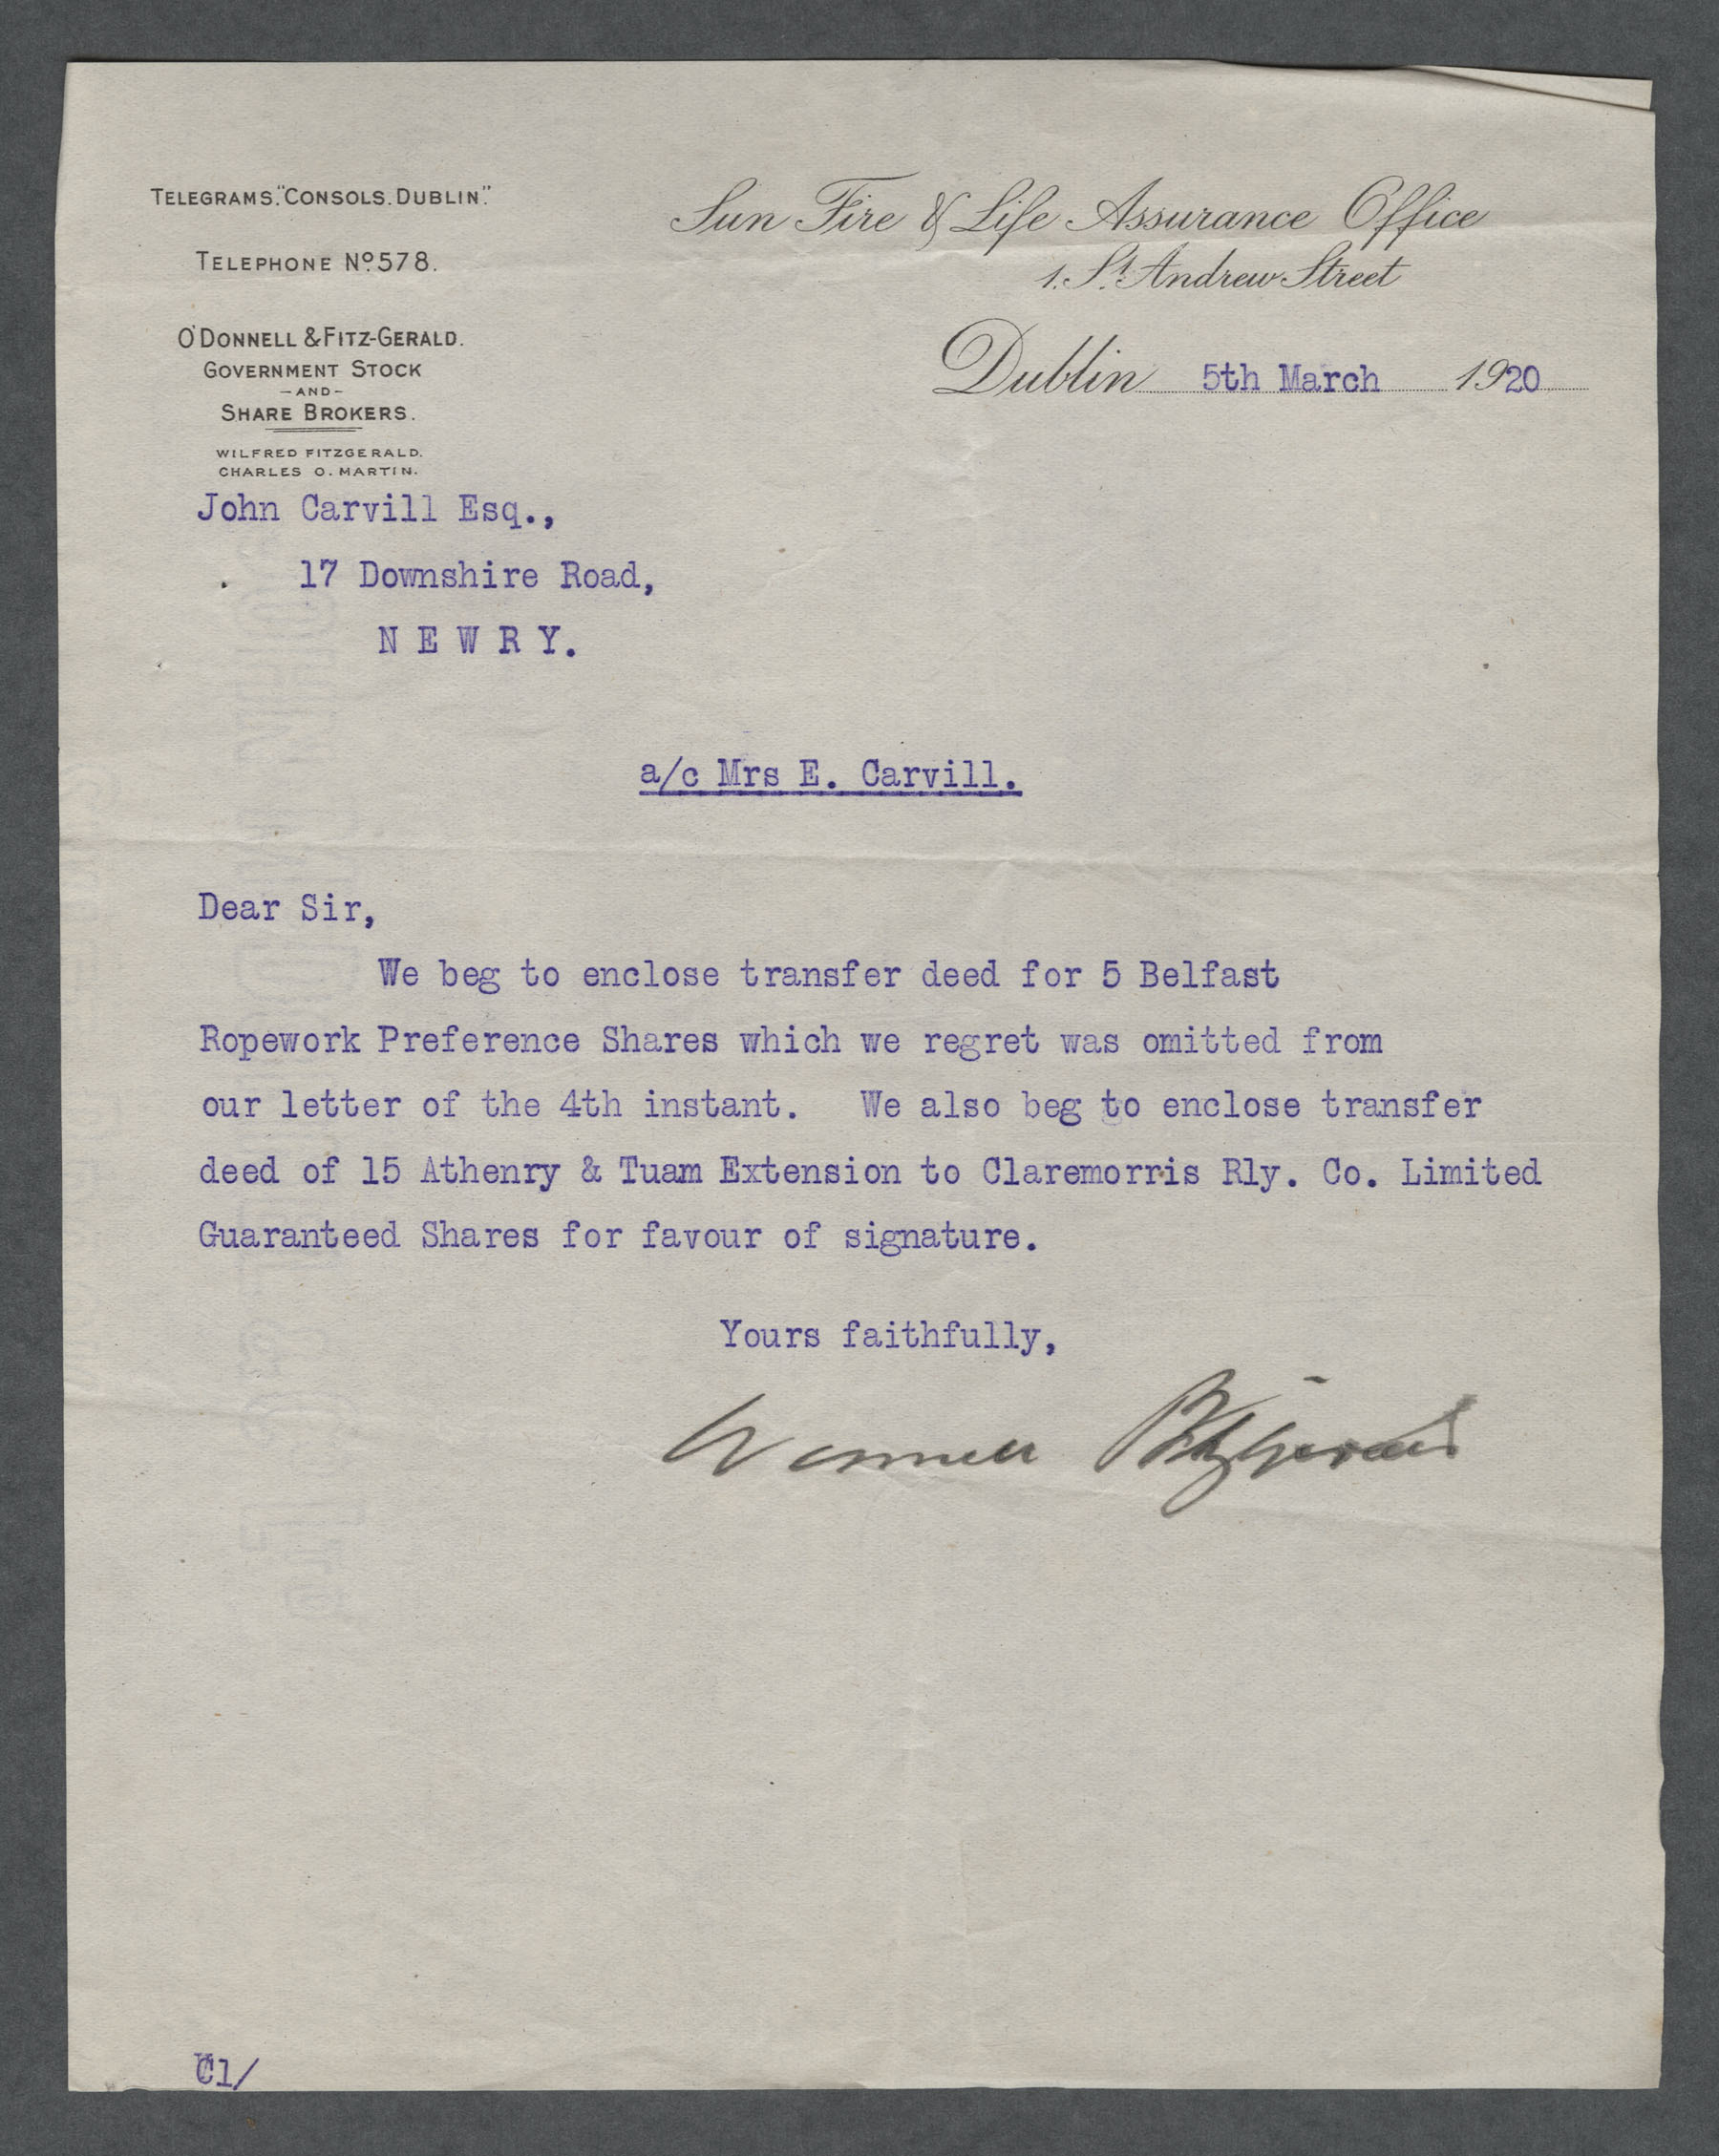 TELEGRAMS. "CONSOLS. DUBLIN."
TELEPHONE No. 578.
O'DONNELL & FITZ-GERALD.
GOVERNMENT STOCK
- AND -
SHARE BROKERS.
WILFRED FITZGERALD.
CHARLES O. MARTIN.
Sun Fire & Life Assurance Office
1. St. Andrew Street
Dublin 5th March 1920
John Carvill Esq.,
17 Downshire Road,
N E W R Y.
a/c Mrs E. Carvill.
Dear Sir,
We beg to enclose transfer deed for 5 Belfast
Ropework Preference Shares which we regret was omitted from
our letter of the 4th instant. We also beg to enclose transfer
deed of 15 Athenry & Tuam Extension to Claremorris Rly. Co. Limited
Guaranteed Shares for favour of signature.
Yours faithfully,
O'Donnell Fitzgerald
C1/